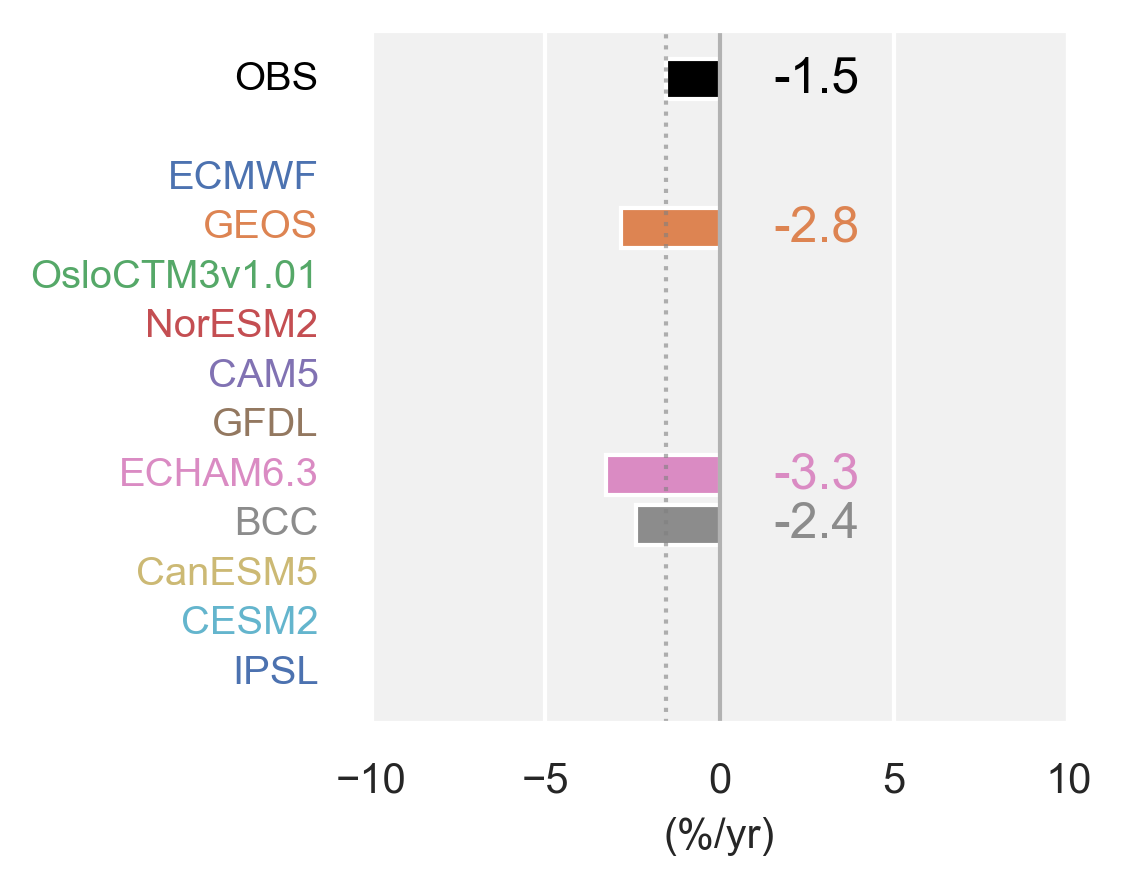 OBS -1.5
ECMWF
GEOS -2.8
OsloCTM3v1.01
NorESM2
CAM5
GFDL
ECHAM6.3 -3.3
BCC -2.4
CanESM5
CESM2
IPSL
−10 −5 0 5 10
(%/yr)